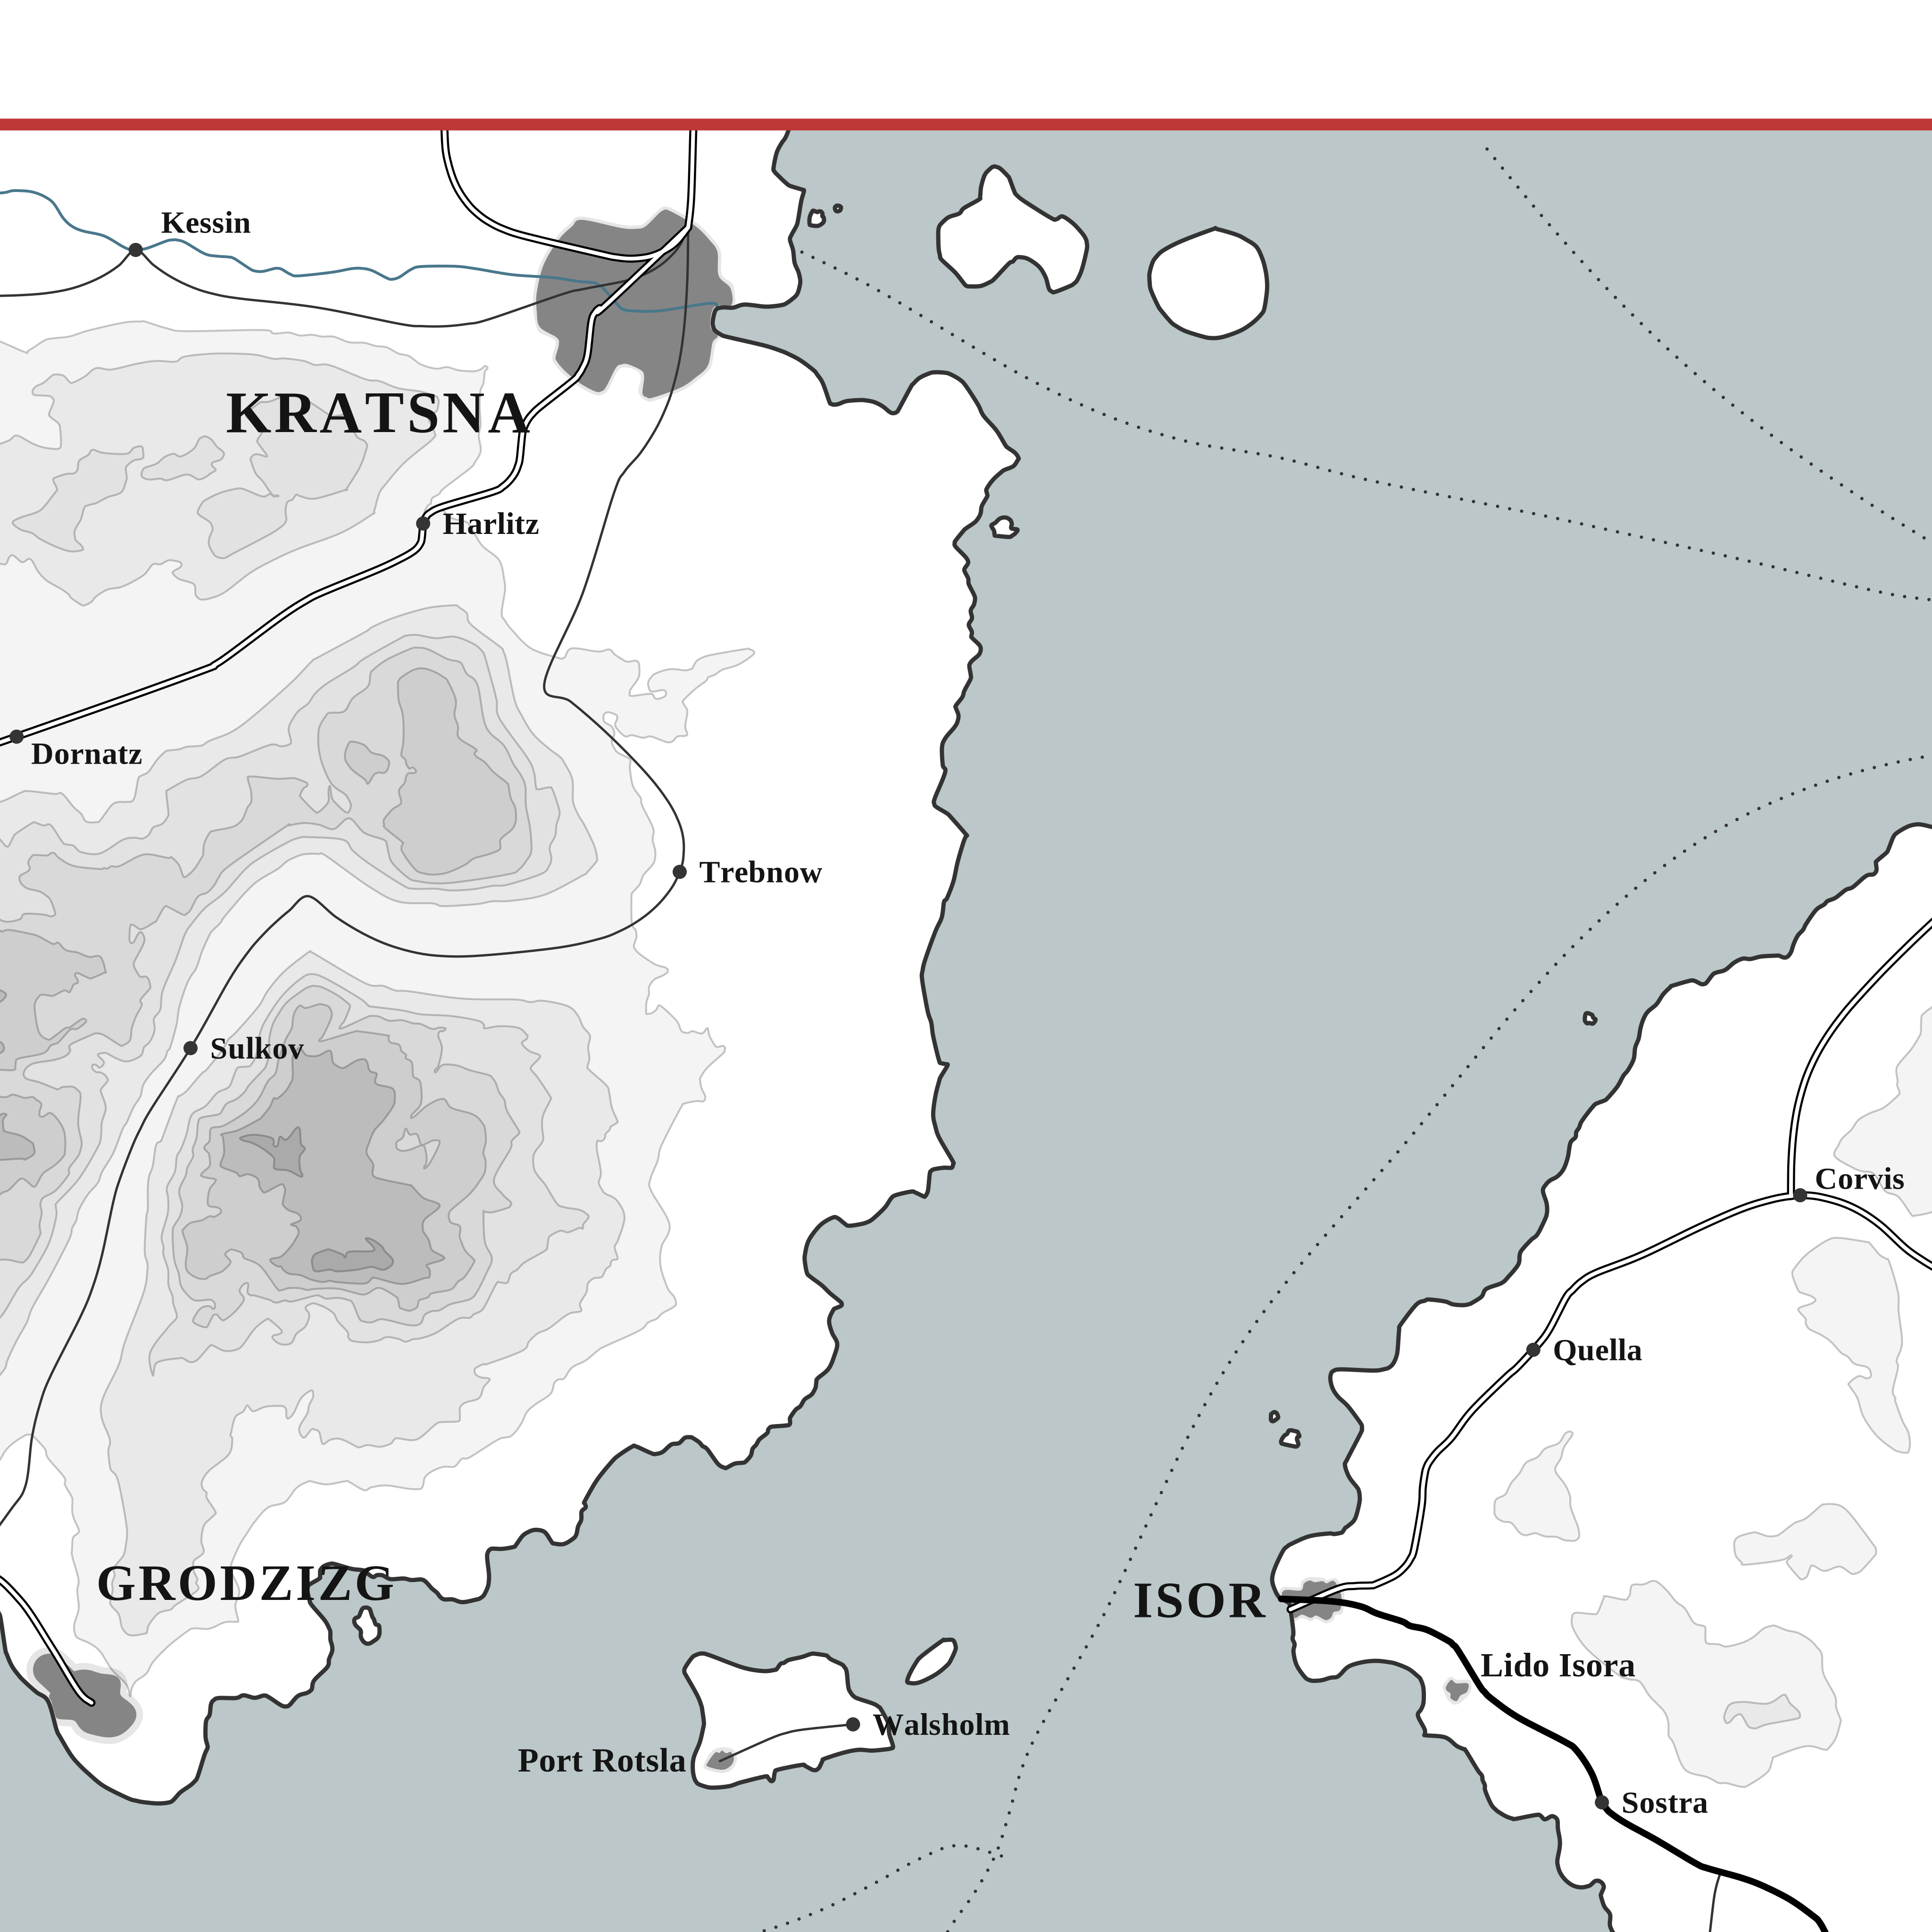 Kessin
KRATSNA
Harlitz
Dornatz
Trebnow
Sulkov
Corvis
Quella
GRODZIZG
ISOR
Lido Isora
Walsholm
Port Rotsla
Sostra